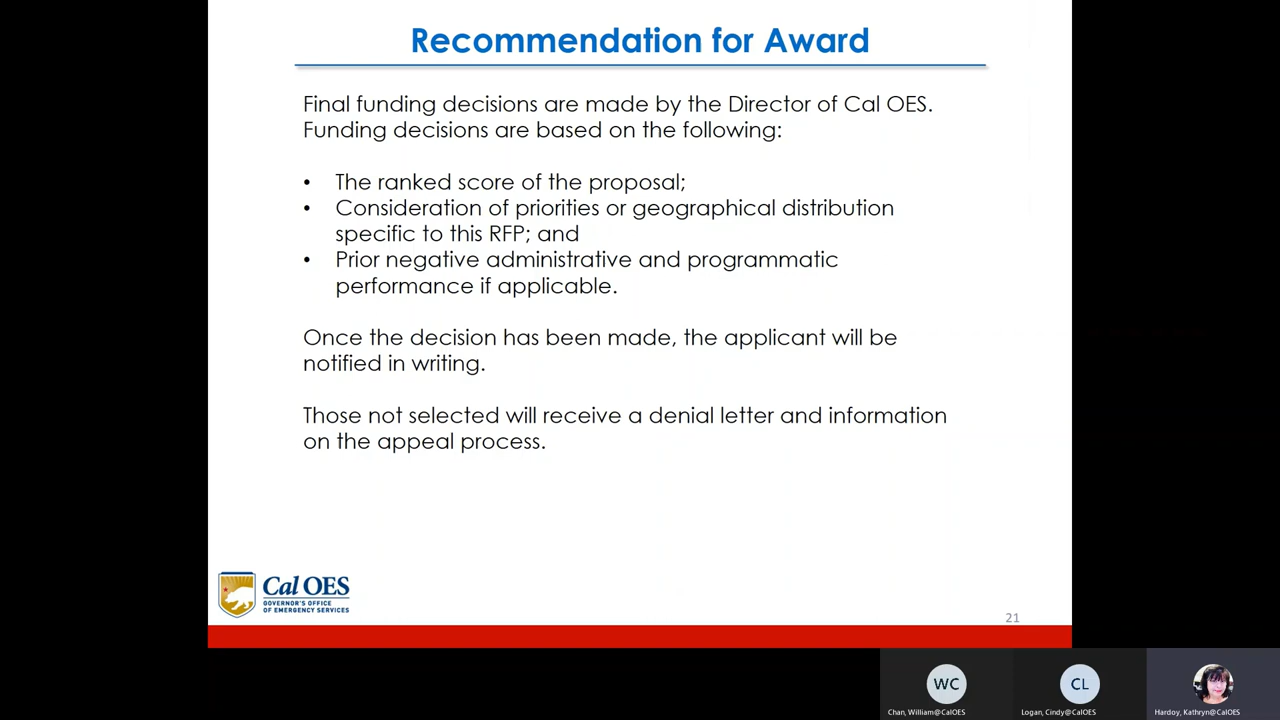 Recommendation for Award
Final funding decisions are made by the Director of Cal OES.
Funding decisions are based on the following:
• The ranked score of the proposal;
• Consideration of priorities or geographical distribution
specific to this RFP; and
• Prior negative administrative and programmatic
performance if applicable.
Once the decision has been made, the applicant will be
notified in writing.
Those not selected will receive a denial letter and information
on the appeal process.
Cal OES
GOVERNOR'S OFFICE
OF EMERGENCY SERVICES
21
WC
CL
Chan, William@CalOES
Logan, Cindy@CalOES
Hardoy, Kathryn@CalOES